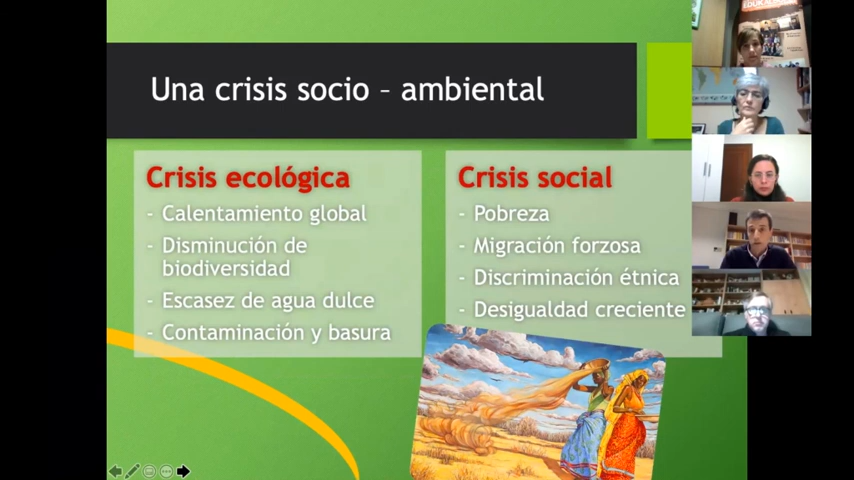 Una crisis socio – ambiental
Crisis ecológica
- Calentamiento global
- Disminución de
biodiversidad
- Escasez de agua dulce
- Contaminación y basura
Crisis social
- Pobreza
- Migración forzosa
- Discriminación étnica
- Desigualdad creciente